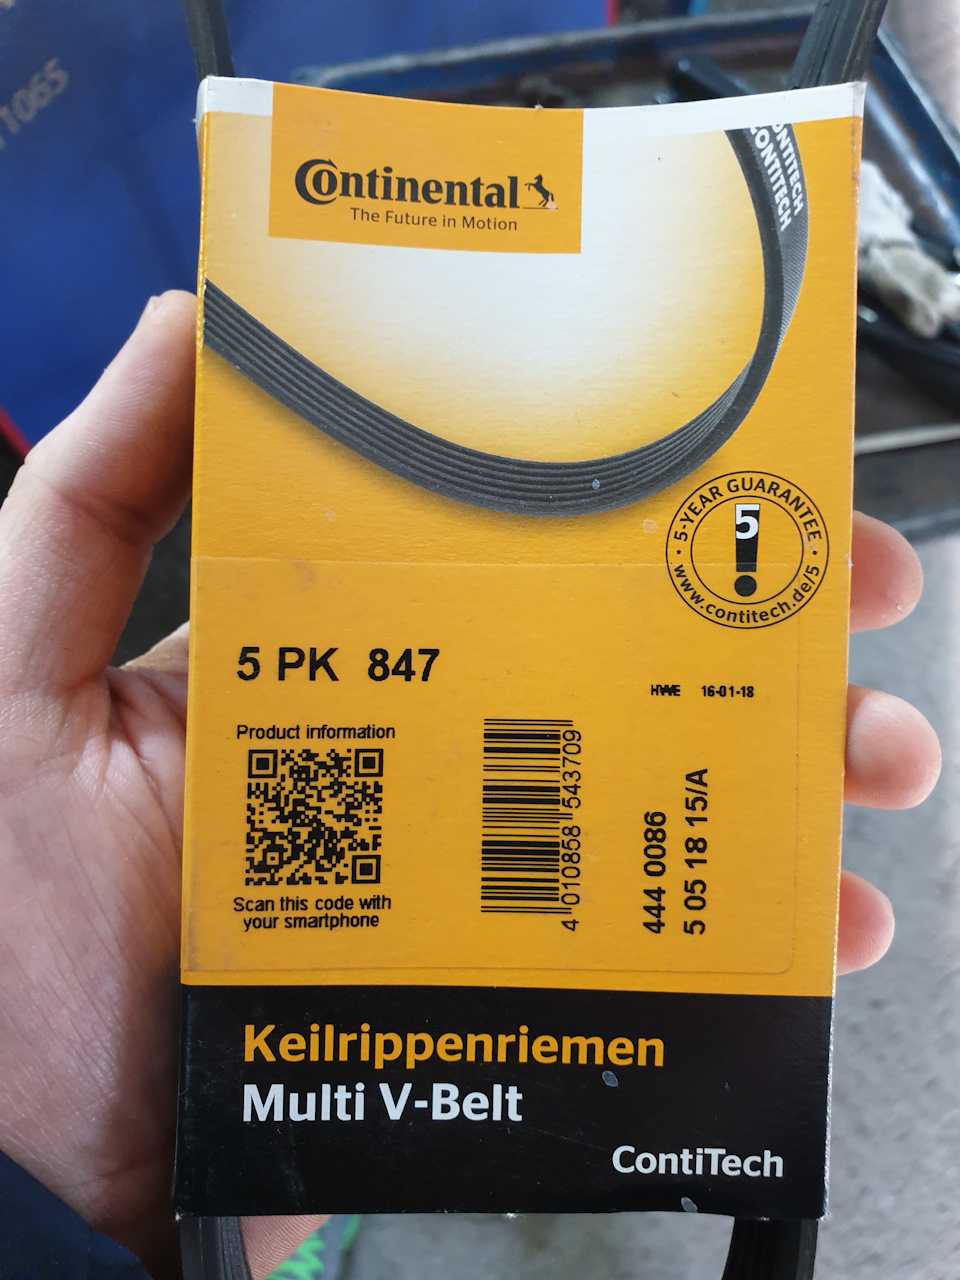 1065
Continental
The Future in Motion
CONTITECH
CONTITECH
5-YEAR GUARANTEE
5
www.contitech.de/5
5 PK 847
16-01-18
Product information
Scan this code with
your smartphone
4 010858 543709
444 0086
5 05 18 15/A
Keilrippenriemen
Multi V-Belt
ContiTech